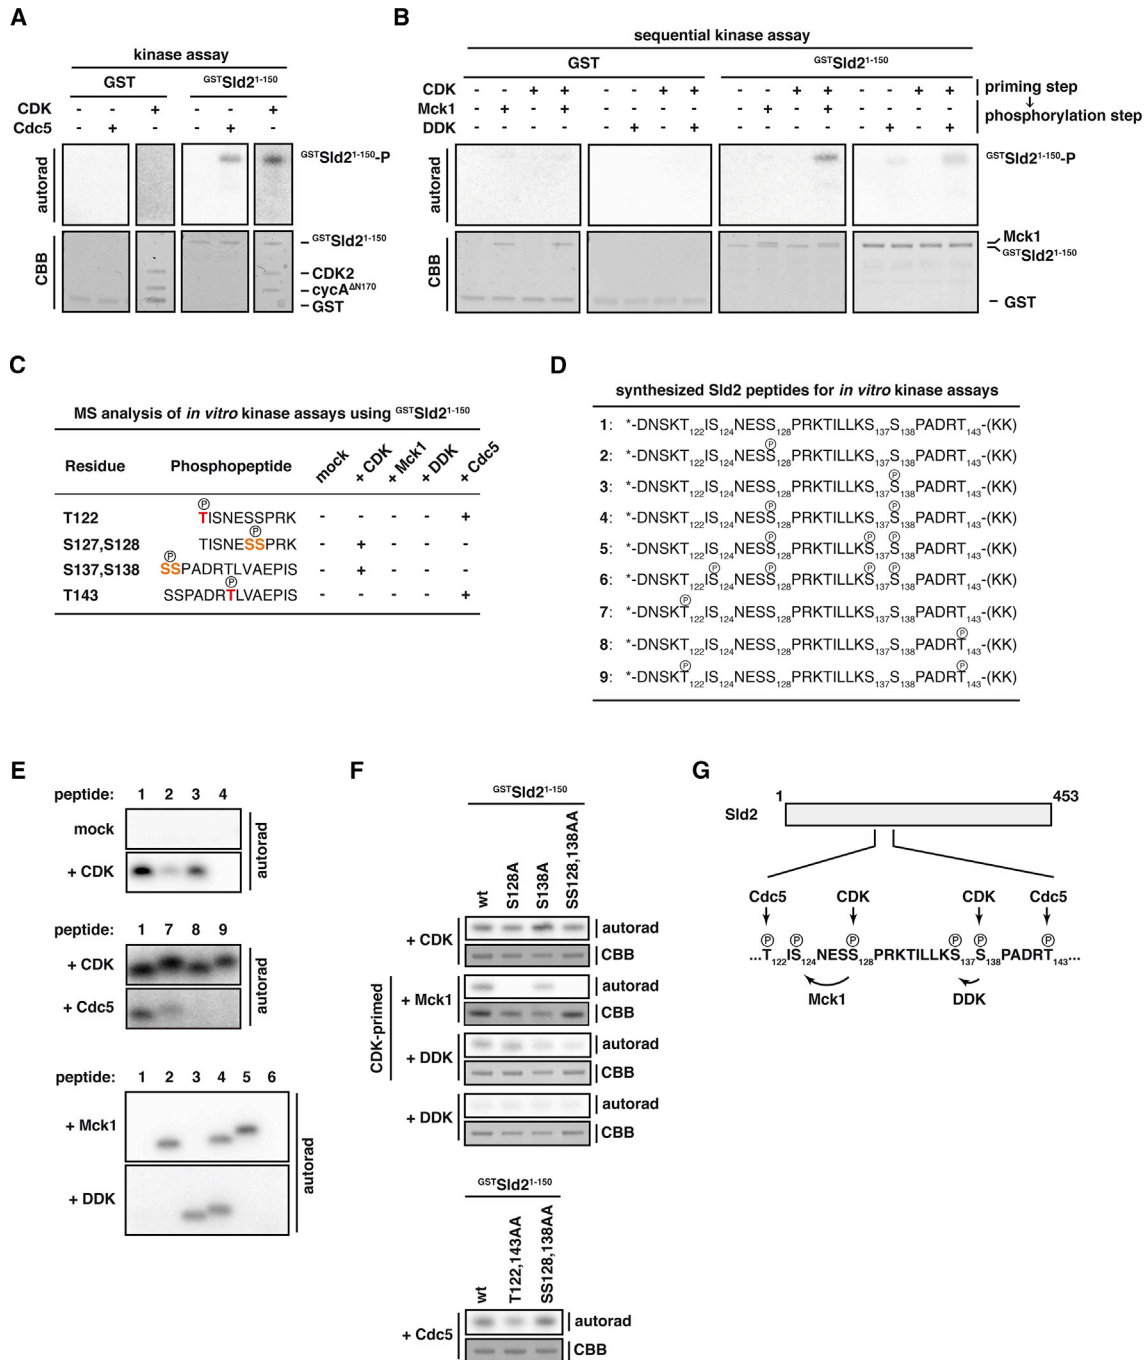 A
kinase assay
GST GSTSld21-150
CDK - - + - - +
Cdc5 - + - +
autorad
GSTSld21-150-P
CBB
GSTSld21-150
CDK2
cycAΔN170
GST
B
sequential kinase assay
GST GSTSld21-150
CDK - - + + - - + + - - + + - - + + priming step
Mck1 - + - + - + - +
DDK - + - + - + - + phosphorylation step
autorad
GSTSld21-150-P
CBB
Mck1
GSTSld21-150
GST
C
MS analysis of in vitro kinase assays using GSTSld21-150
Residue Phosphopeptide mock + CDK + Mck1 + DDK + Cdc5
P
T122 TISNESSPRK - - - - +
P
S127,S128 TISNESSPRK - + - - -
P
S137,S138 SSPADRTLVAEPIS - + - - -
P
T143 SSPADRTLVAEPIS - - - - +
D
synthesized Sld2 peptides for in vitro kinase assays
1: *-DNSKT122IS124NESS128PRKTILLKS137S138PADRT143-(KK)
P
2: *-DNSKT122IS124NESS128PRKTILLKS137S138PADRT143-(KK)
P
3: *-DNSKT122IS124NESS128PRKTILLKS137S138PADRT143-(KK)
P P
4: *-DNSKT122IS124NESS128PRKTILLKS137S138PADRT143-(KK)
P P P
5: *-DNSKT122IS124NESS128PRKTILLKS137S138PADRT143-(KK)
P P P P
6: *-DNSKT122IS124NESS128PRKTILLKS137S138PADRT143-(KK)
P
7: *-DNSKT122IS124NESS128PRKTILLKS137S138PADRT143-(KK)
P
8: *-DNSKT122IS124NESS128PRKTILLKS137S138PADRT143-(KK)
P P
9: *-DNSKT122IS124NESS128PRKTILLKS137S138PADRT143-(KK)
E
peptide: 1 2 3 4
mock
+ CDK
autorad
peptide: 1 7 8 9
+ CDK
+ Cdc5
autorad
peptide: 1 2 3 4 5 6
+ Mck1
+ DDK
autorad
F
GSTSld21-150
wt S128A S138A SS128,138AA
+ CDK autorad
CBB
CDK-primed
+ Mck1 autorad
CBB
+ DDK autorad
CBB
+ DDK autorad
CBB
GSTSld21-150
wt T122,143AA SS128,138AA
+ Cdc5 autorad
CBB
G
1 453
Sld2
Cdc5 CDK CDK Cdc5
P P P P P P
...T122IS124NESS128PRKTILLKS137S138PADRT143...
Mck1 DDK